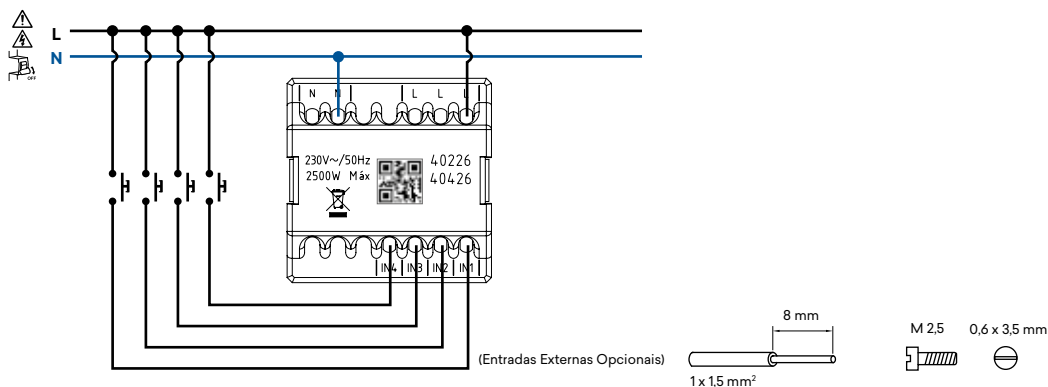 L
N
OFF
N N L L L
230V~/50Hz
2500W Máx
40226
40426
IN4 IN3 IN2 IN1
(Entradas Externas Opcionais)
8 mm
1 x 1,5 mm²
M 2,5
0,6 x 3,5 mm